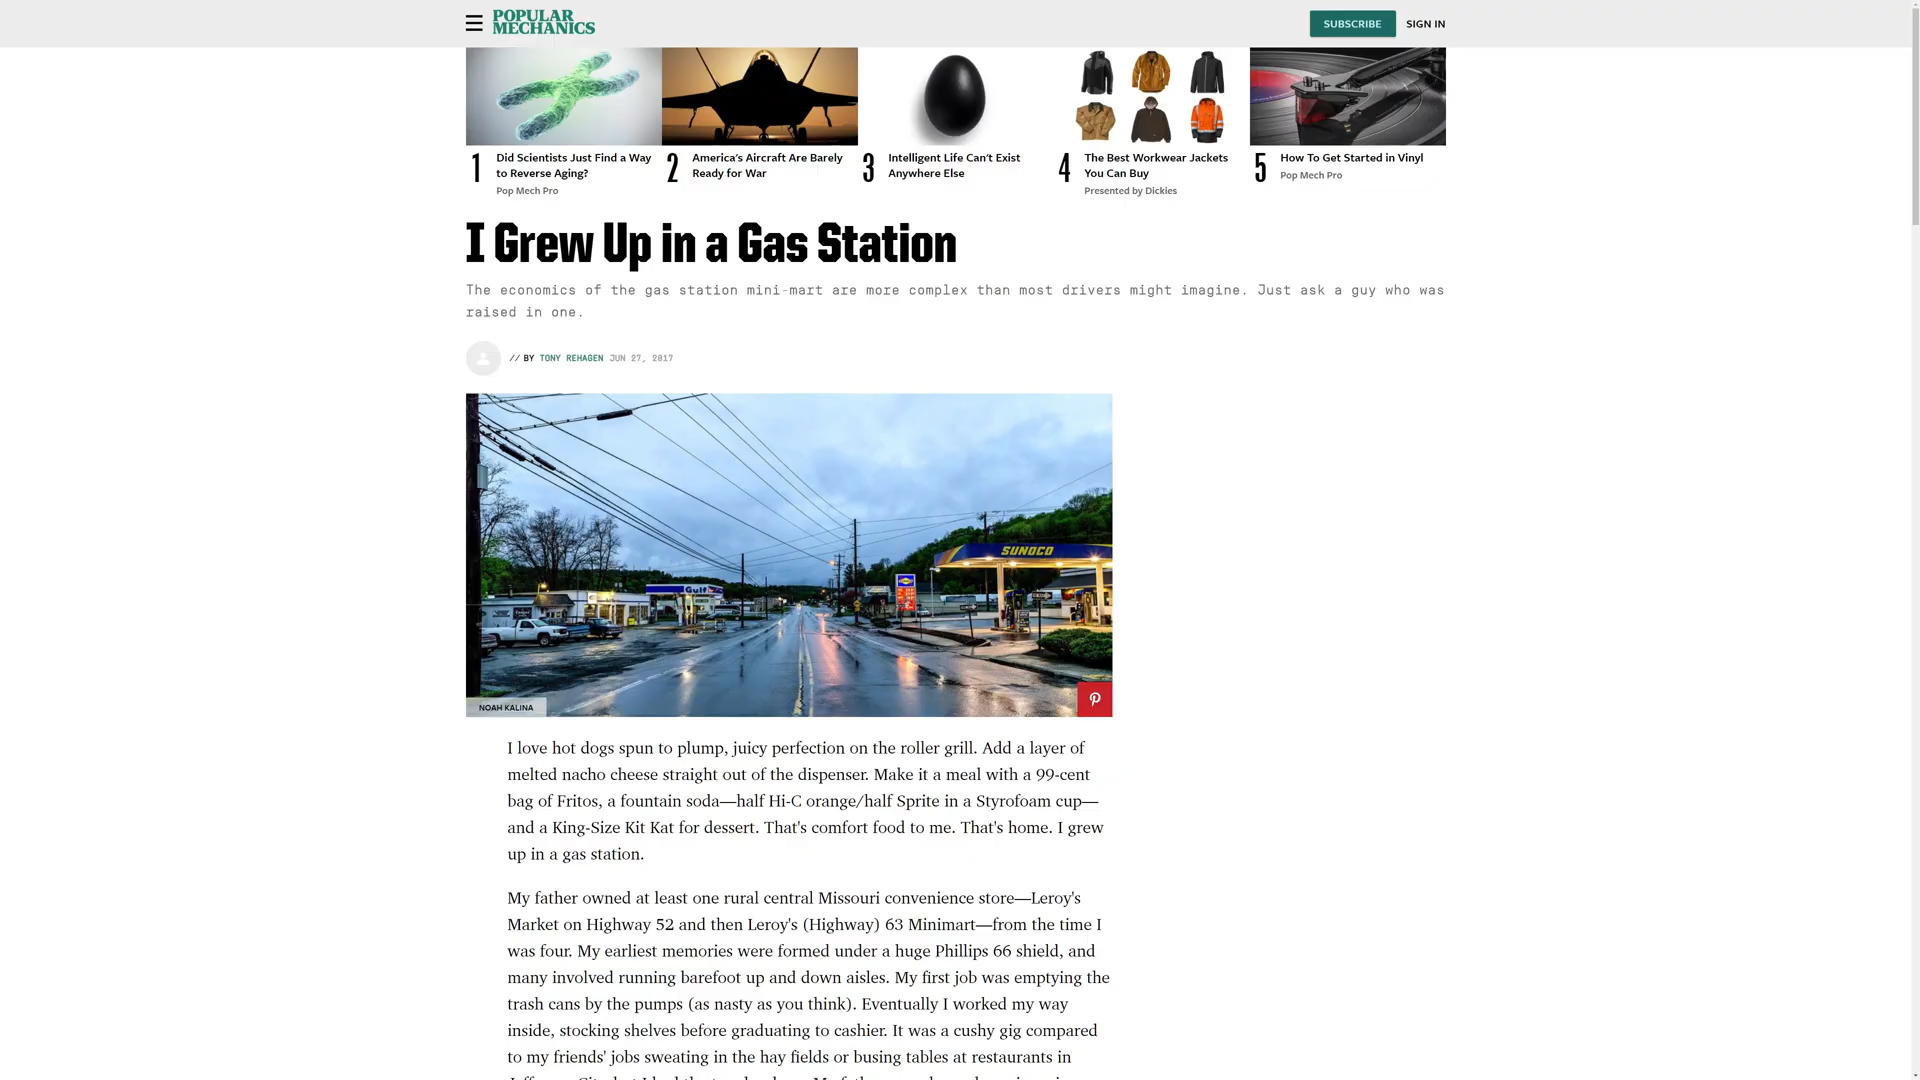 POPULAR
MECHANICS
SUBSCRIBE
SIGN IN
1
Did Scientists Just Find a Way
to Reverse Aging?
Pop Mech Pro
2
America's Aircraft Are Barely
Ready for War
3
Intelligent Life Can't Exist
Anywhere Else
4
The Best Workwear Jackets
You Can Buy
Presented by Dickies
5
How To Get Started in Vinyl
Pop Mech Pro
I Grew Up in a Gas Station
The economics of the gas station mini-mart are more complex than most drivers might imagine. Just ask a guy who was
raised in one.
// BY TONY REHAGEN JUN 27, 2017
SUNOCO
Gulf
NOAH KALINA
I love hot dogs spun to plump, juicy perfection on the roller grill. Add a layer of
melted nacho cheese straight out of the dispenser. Make it a meal with a 99-cent
bag of Fritos, a fountain soda—half Hi-C orange/half Sprite in a Styrofoam cup—
and a King-Size Kit Kat for dessert. That's comfort food to me. That's home. I grew
up in a gas station.
My father owned at least one rural central Missouri convenience store—Leroy's
Market on Highway 52 and then Leroy's (Highway) 63 Minimart—from the time I
was four. My earliest memories were formed under a huge Phillips 66 shield, and
many involved running barefoot up and down aisles. My first job was emptying the
trash cans by the pumps (as nasty as you think). Eventually I worked my way
inside, stocking shelves before graduating to cashier. It was a cushy gig compared
to my friends' jobs sweating in the hay fields or busing tables at restaurants in